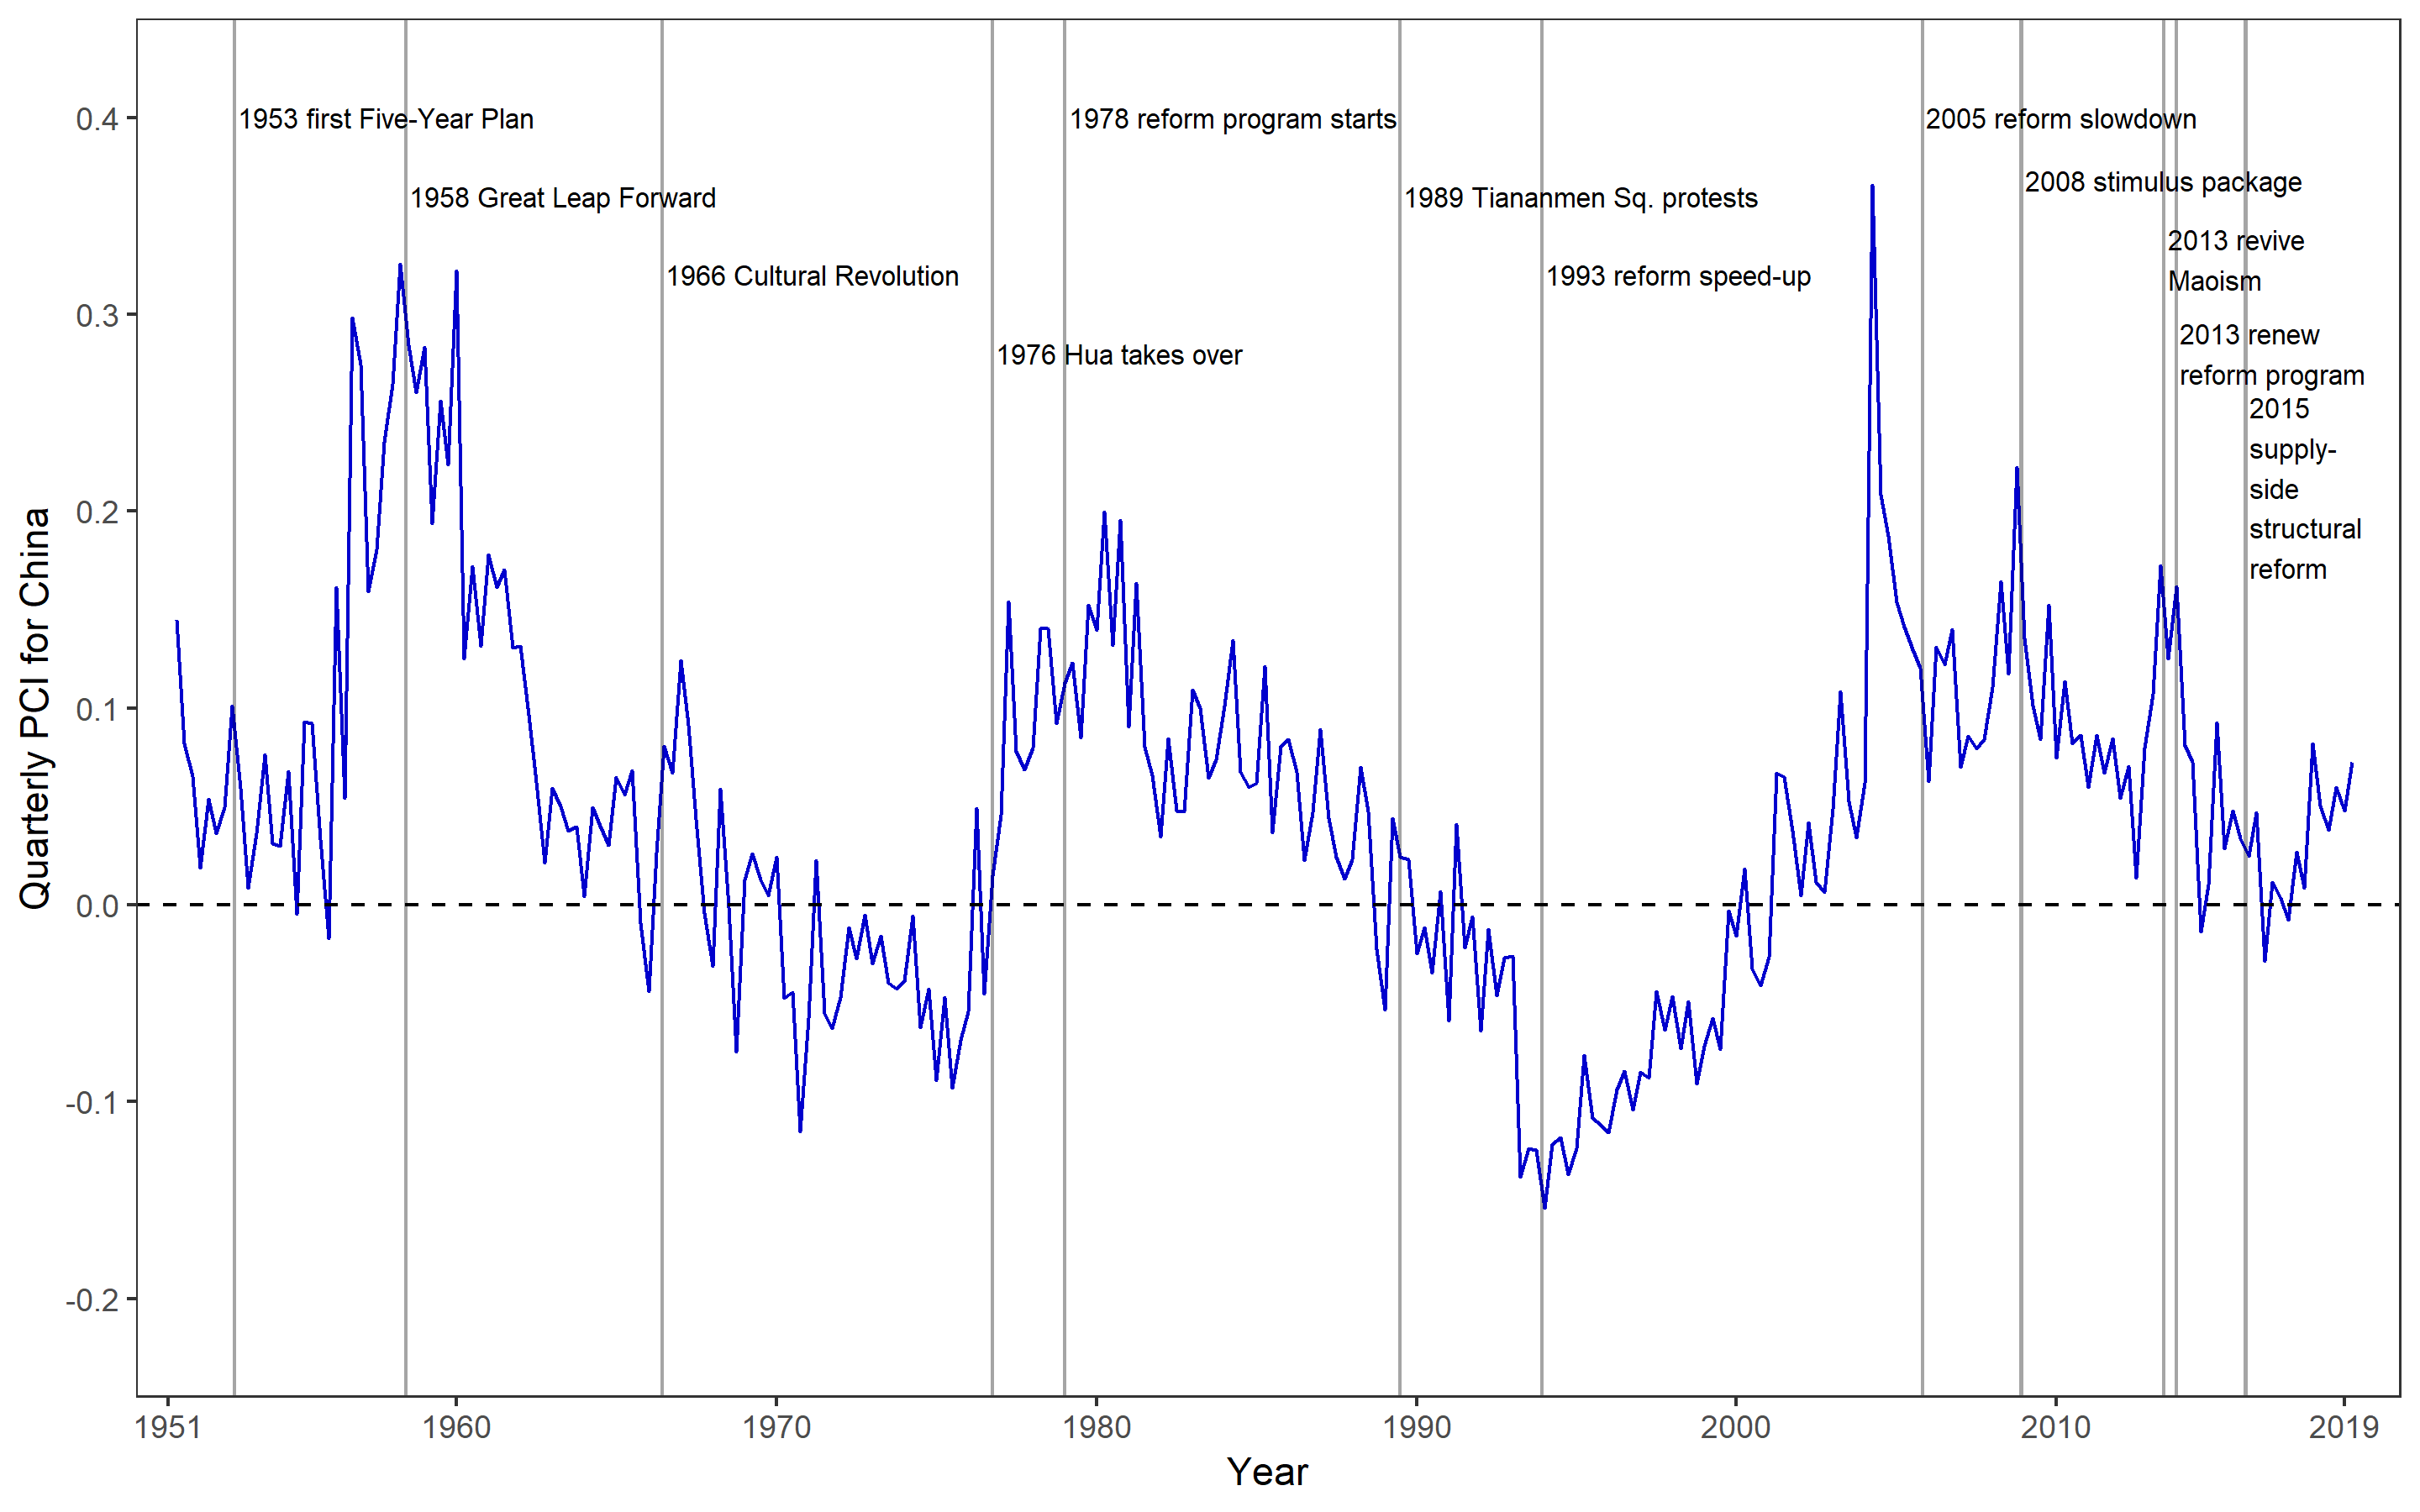 1953 first Five-Year Plan
1978 reform program starts
2005 reform slowdown
1958 Great Leap Forward
1989 Tiananmen Sq. protests
2008 stimulus package
1966 Cultural Revolution
1993 reform speed-up
2013 revive
Maoism
1976 Hua takes over
2013 renew
reform program
2015
supply-
side
structural
reform
Quarterly PCI for China
0.4
0.3
0.2
0.1
0.0
-0.1
-0.2
1951
1960
1970
1980
1990
2000
2010
2019
Year